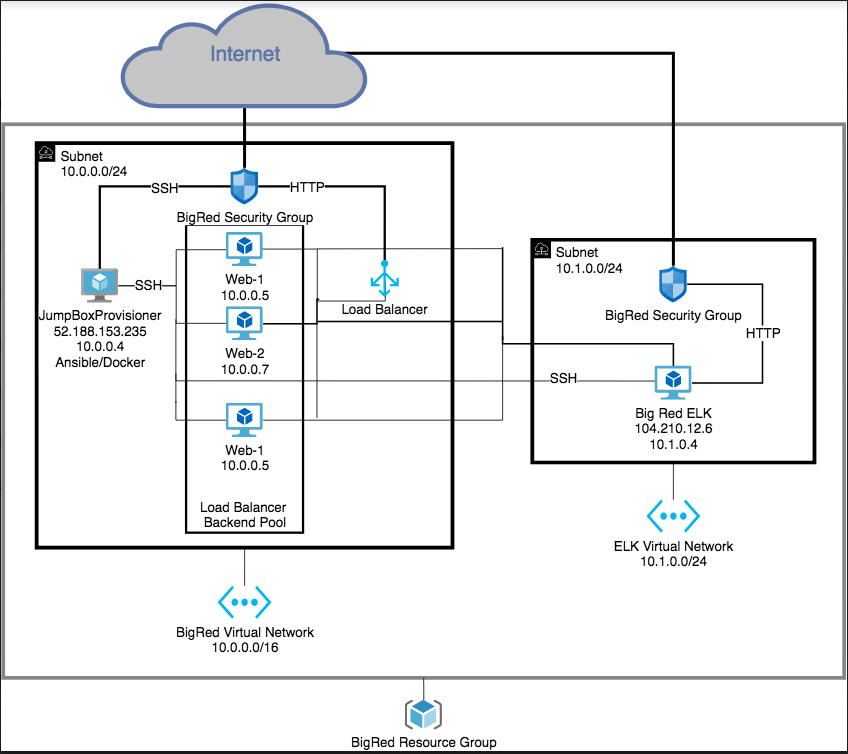 Internet
Subnet
10.0.0.0/24
SSH
HTTP
BigRed Security Group
Web-1
10.0.0.5
SSH
JumpBoxProvisioner
52.188.153.235
10.0.0.4
Ansible/Docker
Load Balancer
Web-2
10.0.0.7
Web-1
10.0.0.5
Load Balancer
Backend Pool
Subnet
10.1.0.0/24
BigRed Security Group
HTTP
SSH
Big Red ELK
104.210.12.6
10.1.0.4
ELK Virtual Network
10.1.0.0/24
BigRed Virtual Network
10.0.0.0/16
BigRed Resource Group